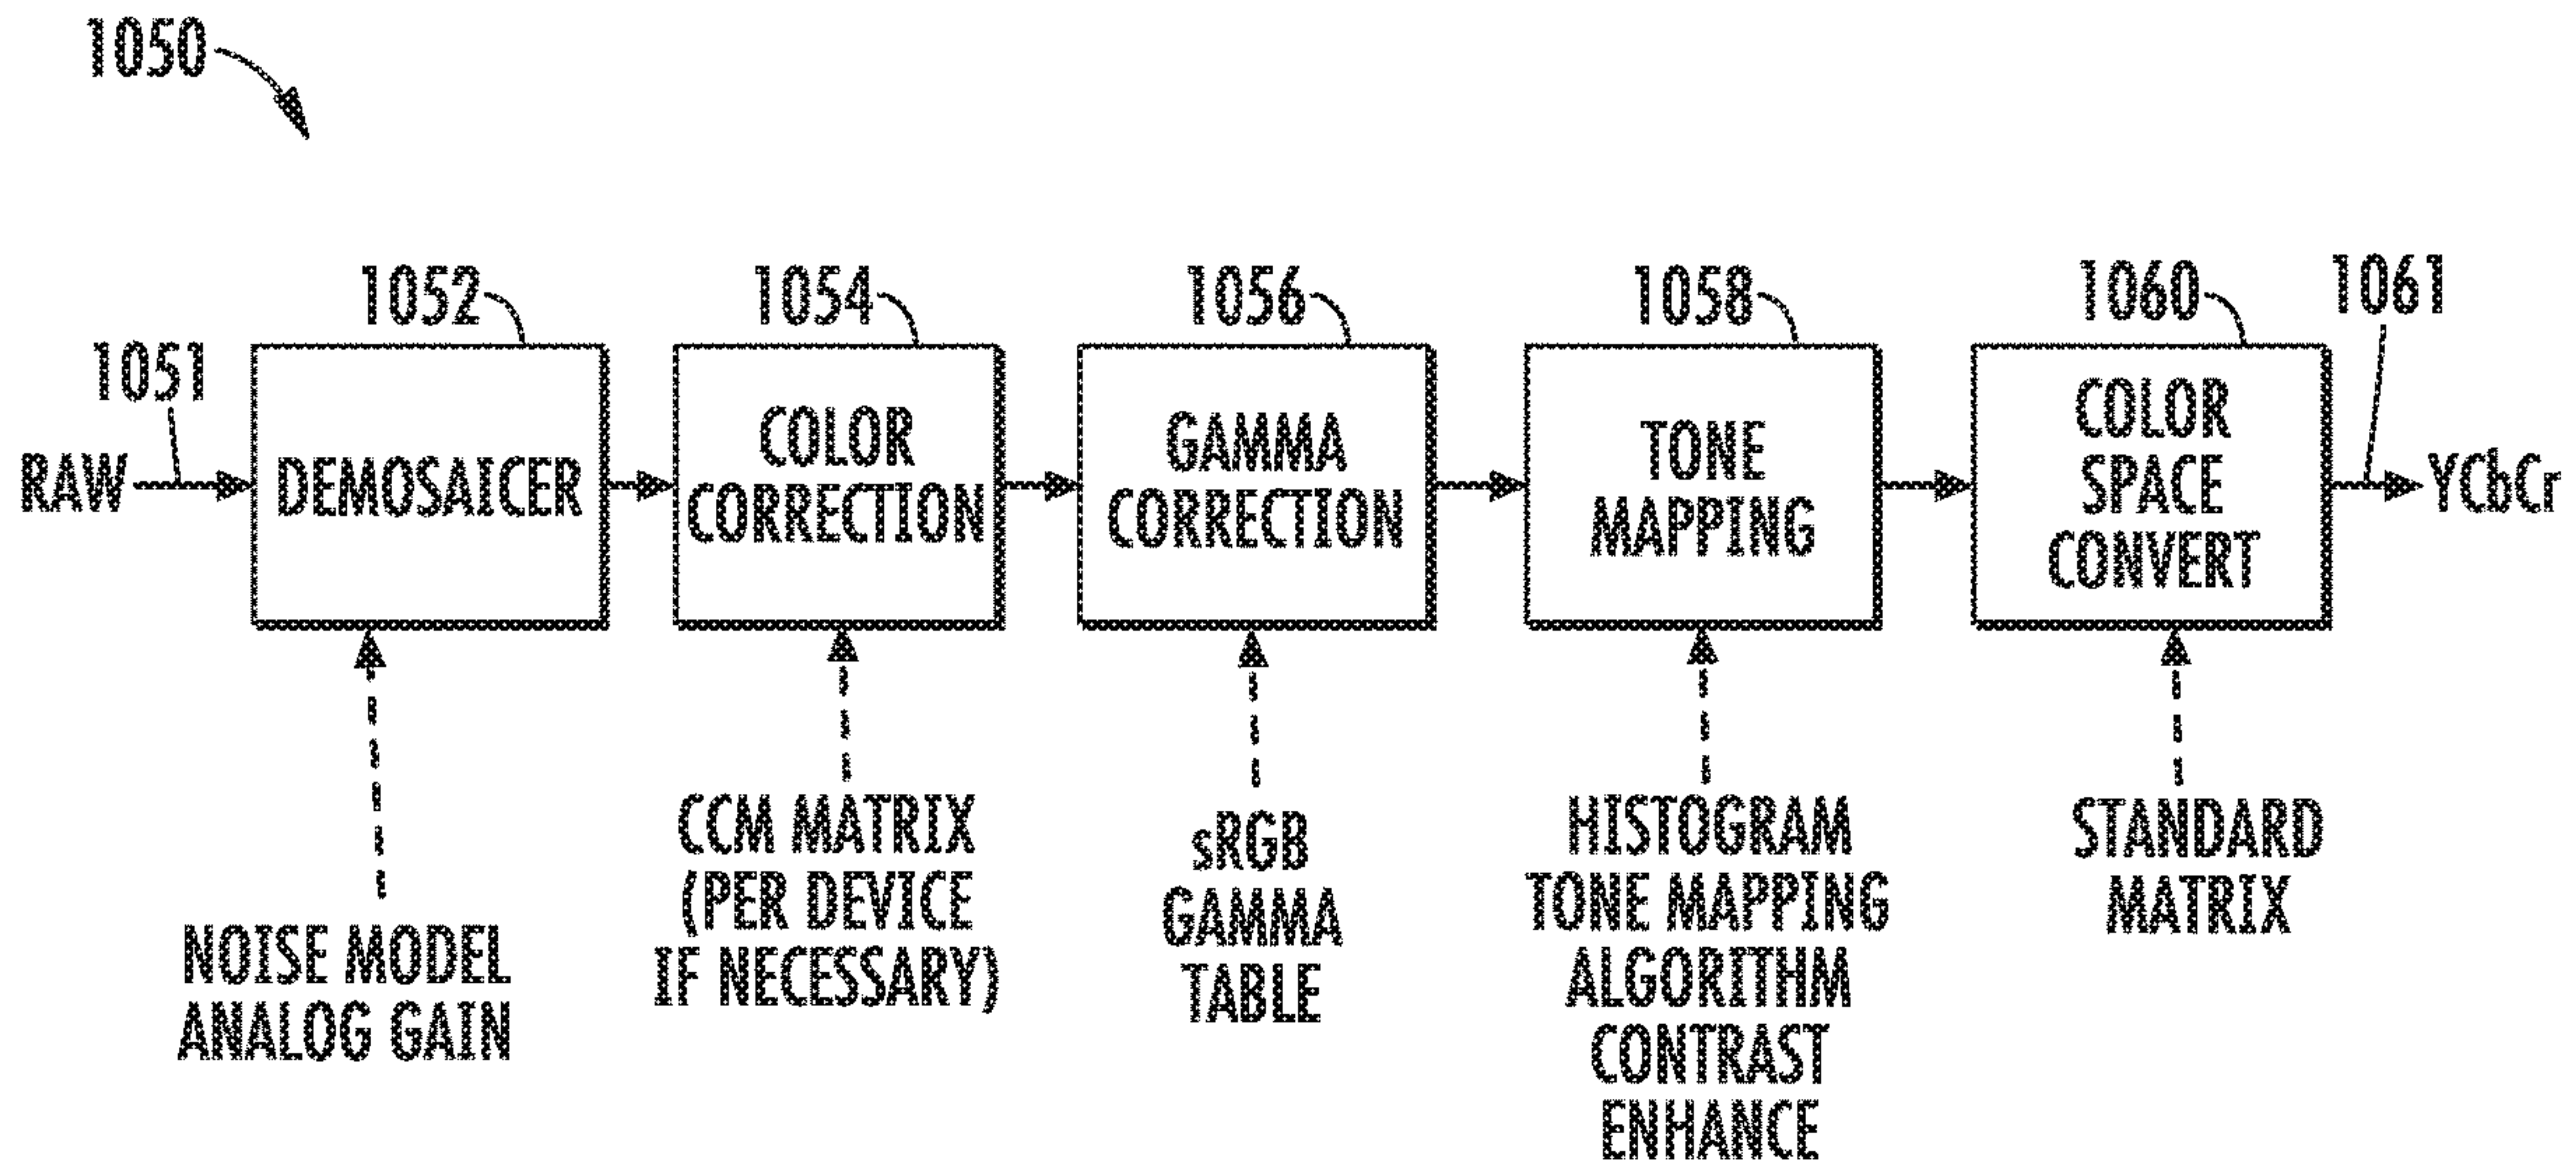 1050
1052
1054
1056
1058
1060
1061
1051
RAW
DEMOSAICER
COLOR
CORRECTION
GAMMA
CORRECTION
TONE
MAPPING
COLOR
SPACE
CONVERT
YCbCr
NOISE MODEL
ANALOG GAIN
CCM MATRIX
(PER DEVICE
IF NECESSARY)
sRGB
GAMMA
TABLE
HISTOGRAM
TONE MAPPING
ALGORITHM
CONTRAST
ENHANCE
STANDARD
MATRIX